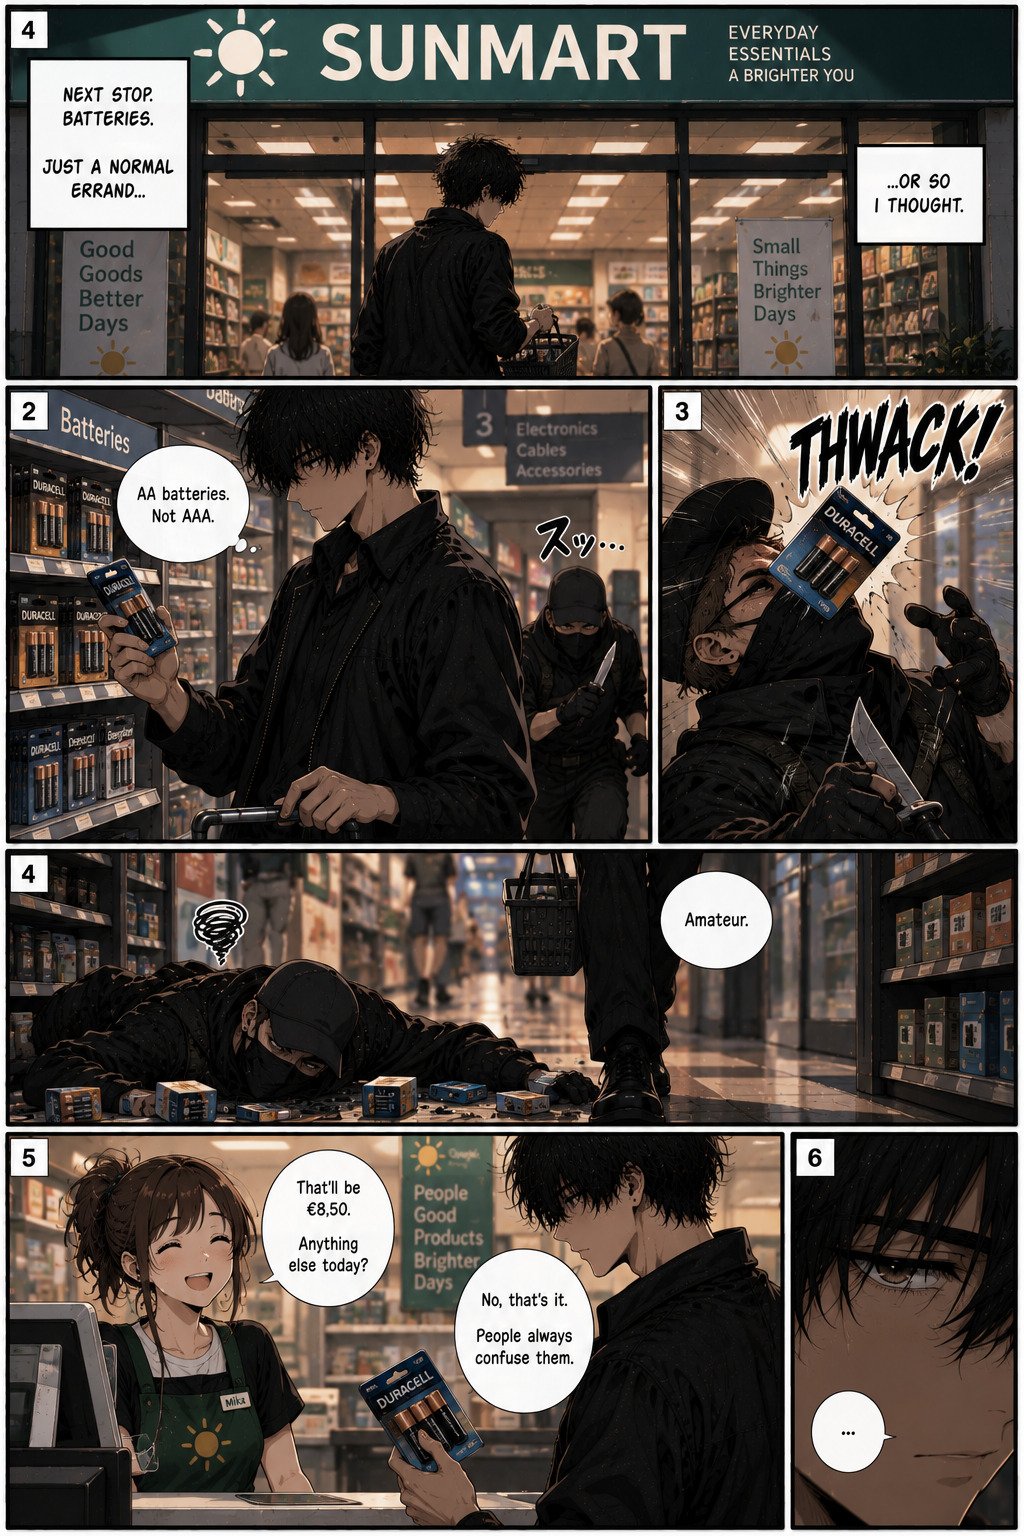 4
SUNMART
EVERYDAY
ESSENTIALS
A BRIGHTER YOU
NEXT STOP.
BATTERIES.
JUST A NORMAL
ERRAND...
...OR SO
I THOUGHT.
Good
Goods
Better
Days
Small
Things
Brighter
Days
2
Batteries
3
Electronics
Cables
Accessories
AA batteries.
Not AAA.
スッ...
DURACELL
DURACELL
DURACELL
DURACELL
3
THWACK!
DURACELL
4
Amateur.
5
That'll be
€8,50.
Anything
else today?
People
Good
Products
Brighter
Days
No, that's it.
People always
confuse them.
Mika
DURACELL
6
...